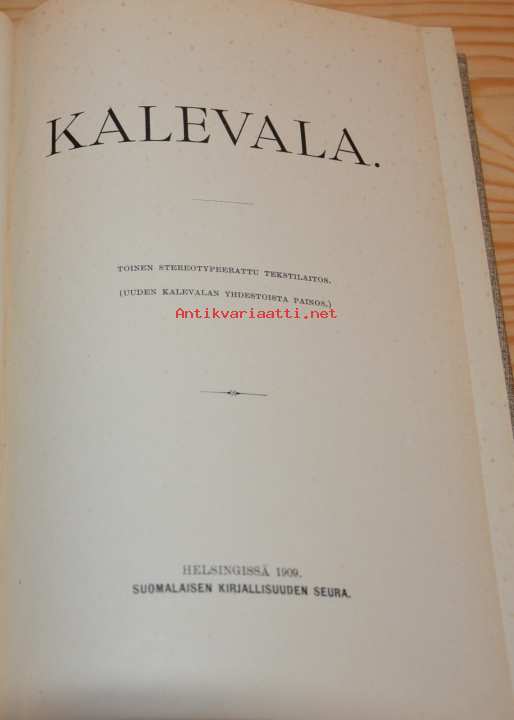 KALEVALA.
TOINEN STEREOTYPEERATTU TEKSTILAITOS.
(UUDEN KALEVALAN YHDESTOISTA PAINOS.)
Antikvariaatti.net
HELSINGISSÄ 1909.
SUOMALAISEN KIRJALLISUUDEN SEURA.